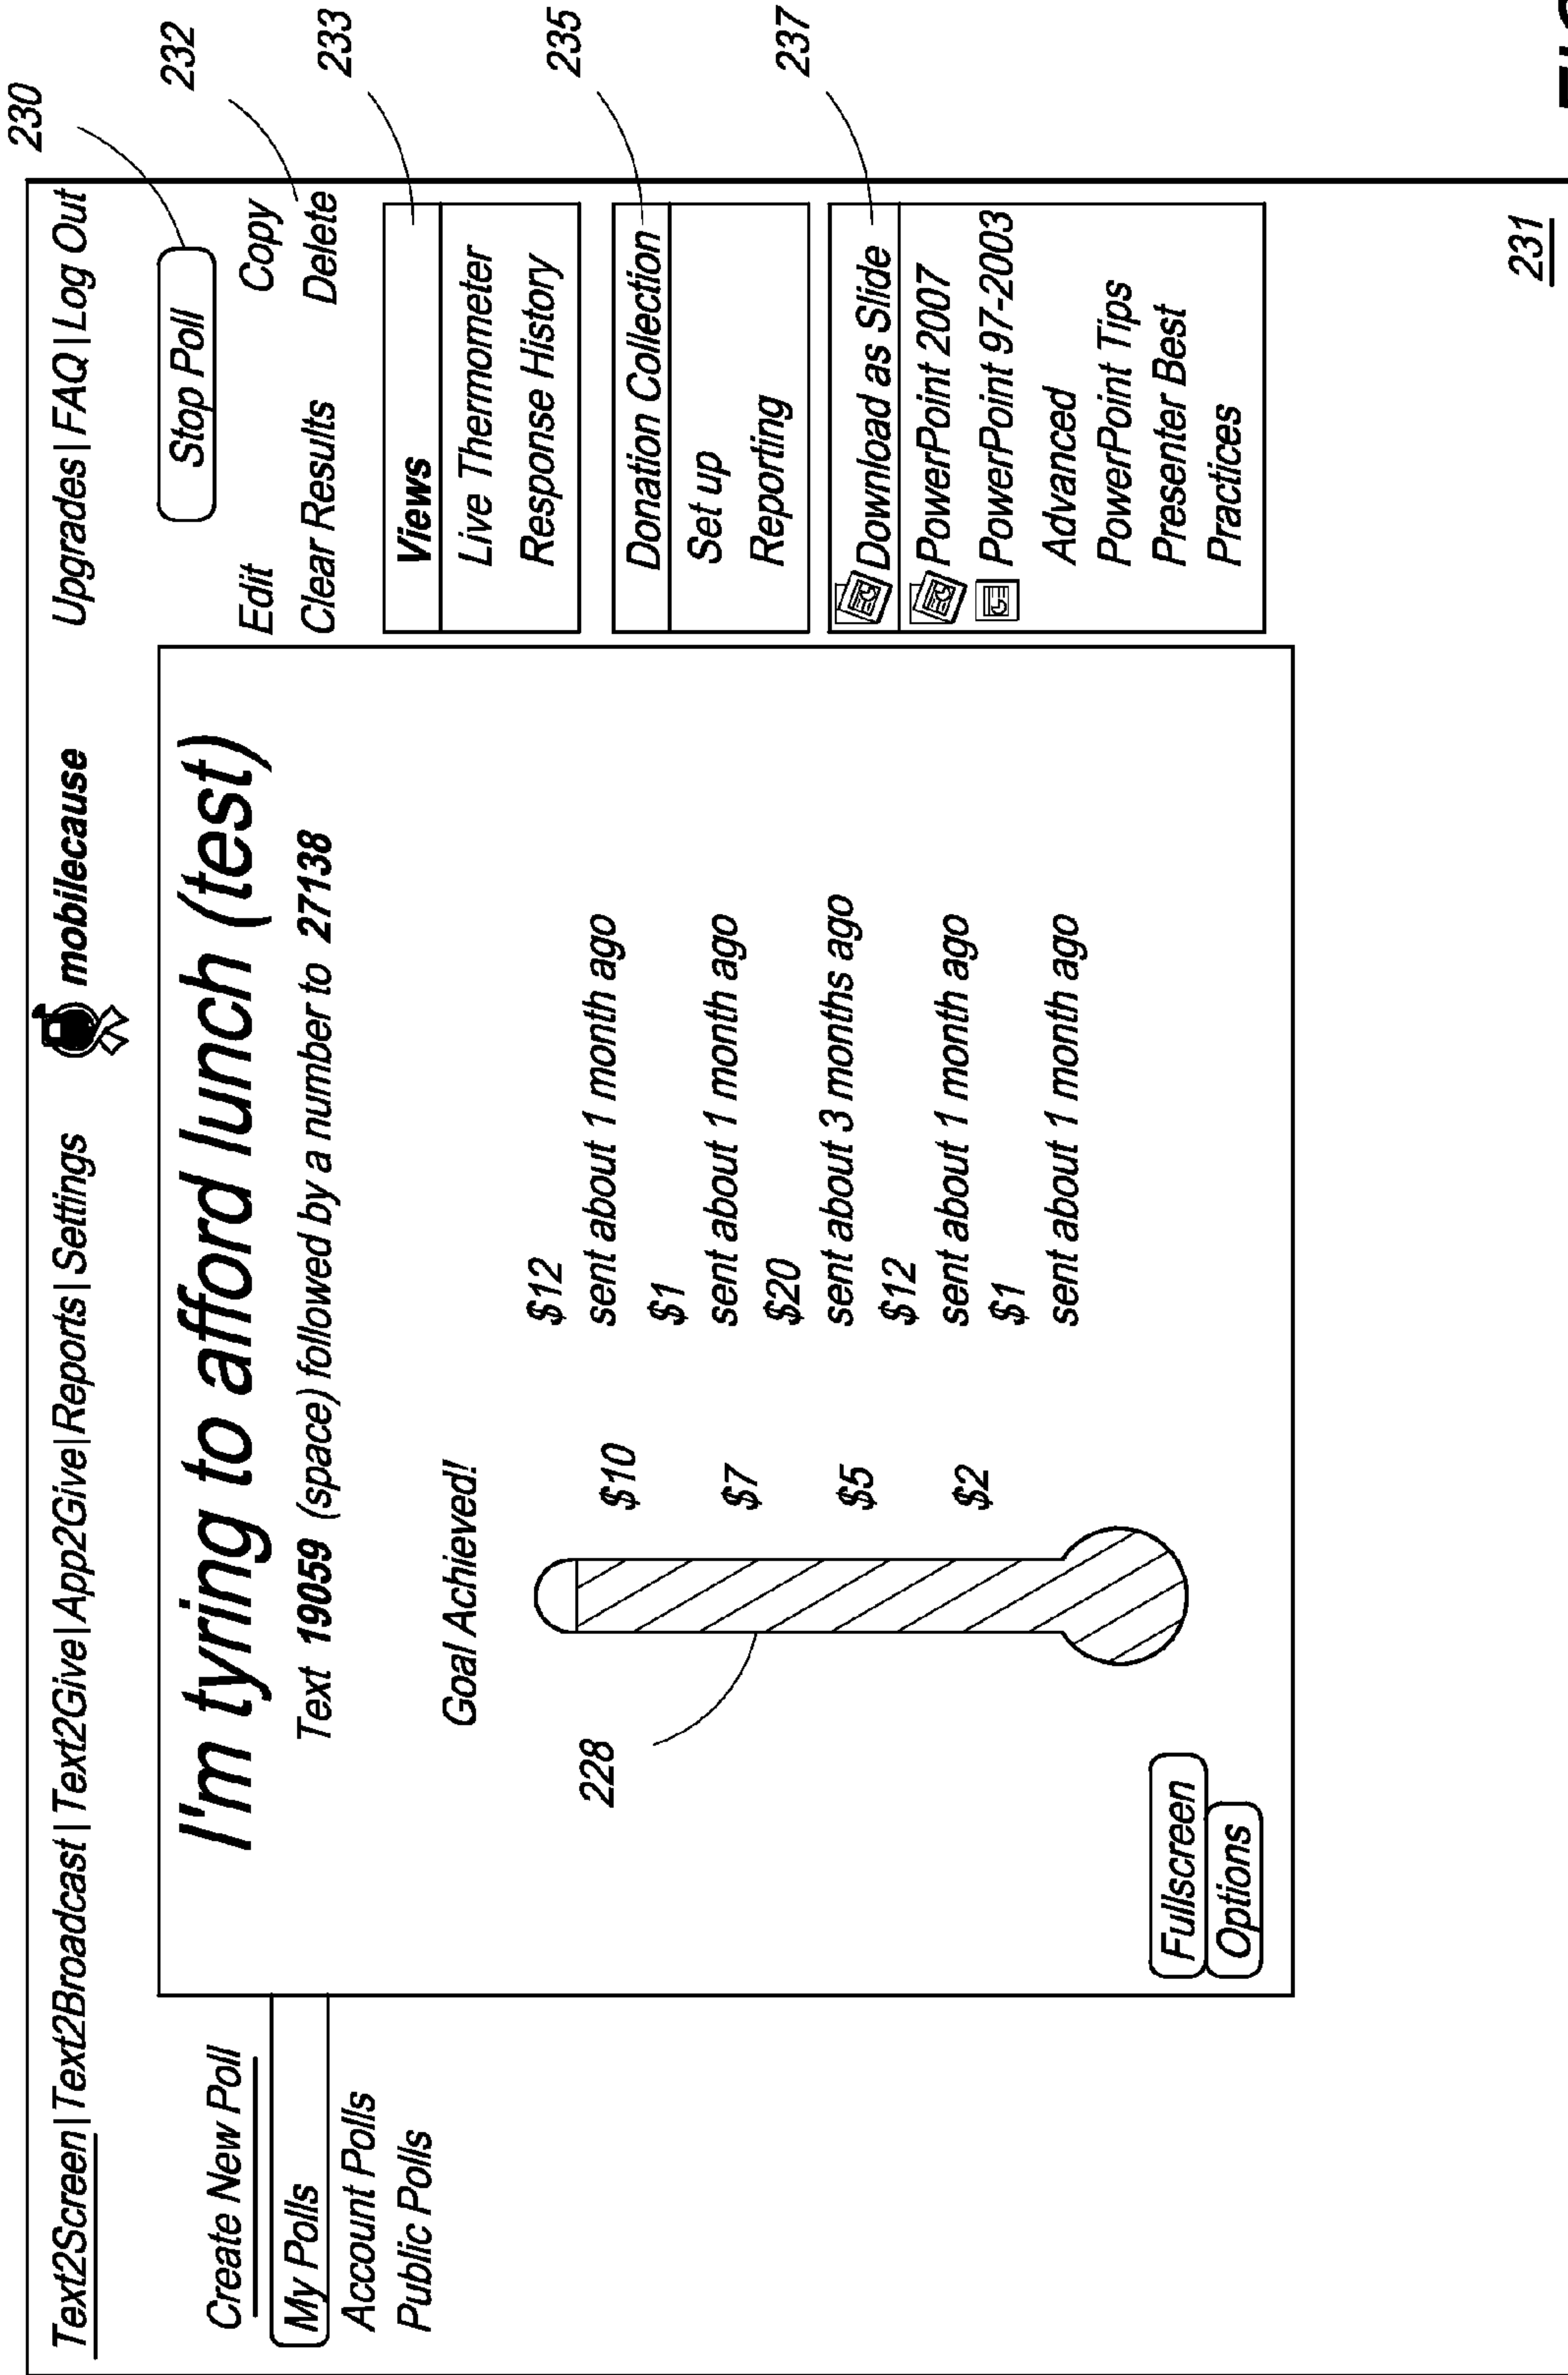 230
232
233
235
237
Text2Screen|Text2Broadcast|Text2Give|App2Give|Reports|Settings
mobilecause
Upgrades|FAQ|Log Out
Create New Poll
My Polls
Account Polls
Public Polls
I'm tyring to afford lunch (test)
Text 19059 (space) followed by a number to 27138
Goal Achieved!
228
$10
$7
$5
$2
$12
sent about 1 month ago
$1
sent about 1 month ago
$20
sent about 3 months ago
$12
sent about 1 month ago
$1
sent about 1 month ago
Fullscreen
Options
Stop Poll
Edit Copy
Clear Results Delete
Views
Live Thermometer
Response History
Donation Collection
Set up
Reporting
Download as Slide
PowerPoint 2007
PowerPoint 97-2003
Advanced
PowerPoint Tips
Presenter Best
Practices
231